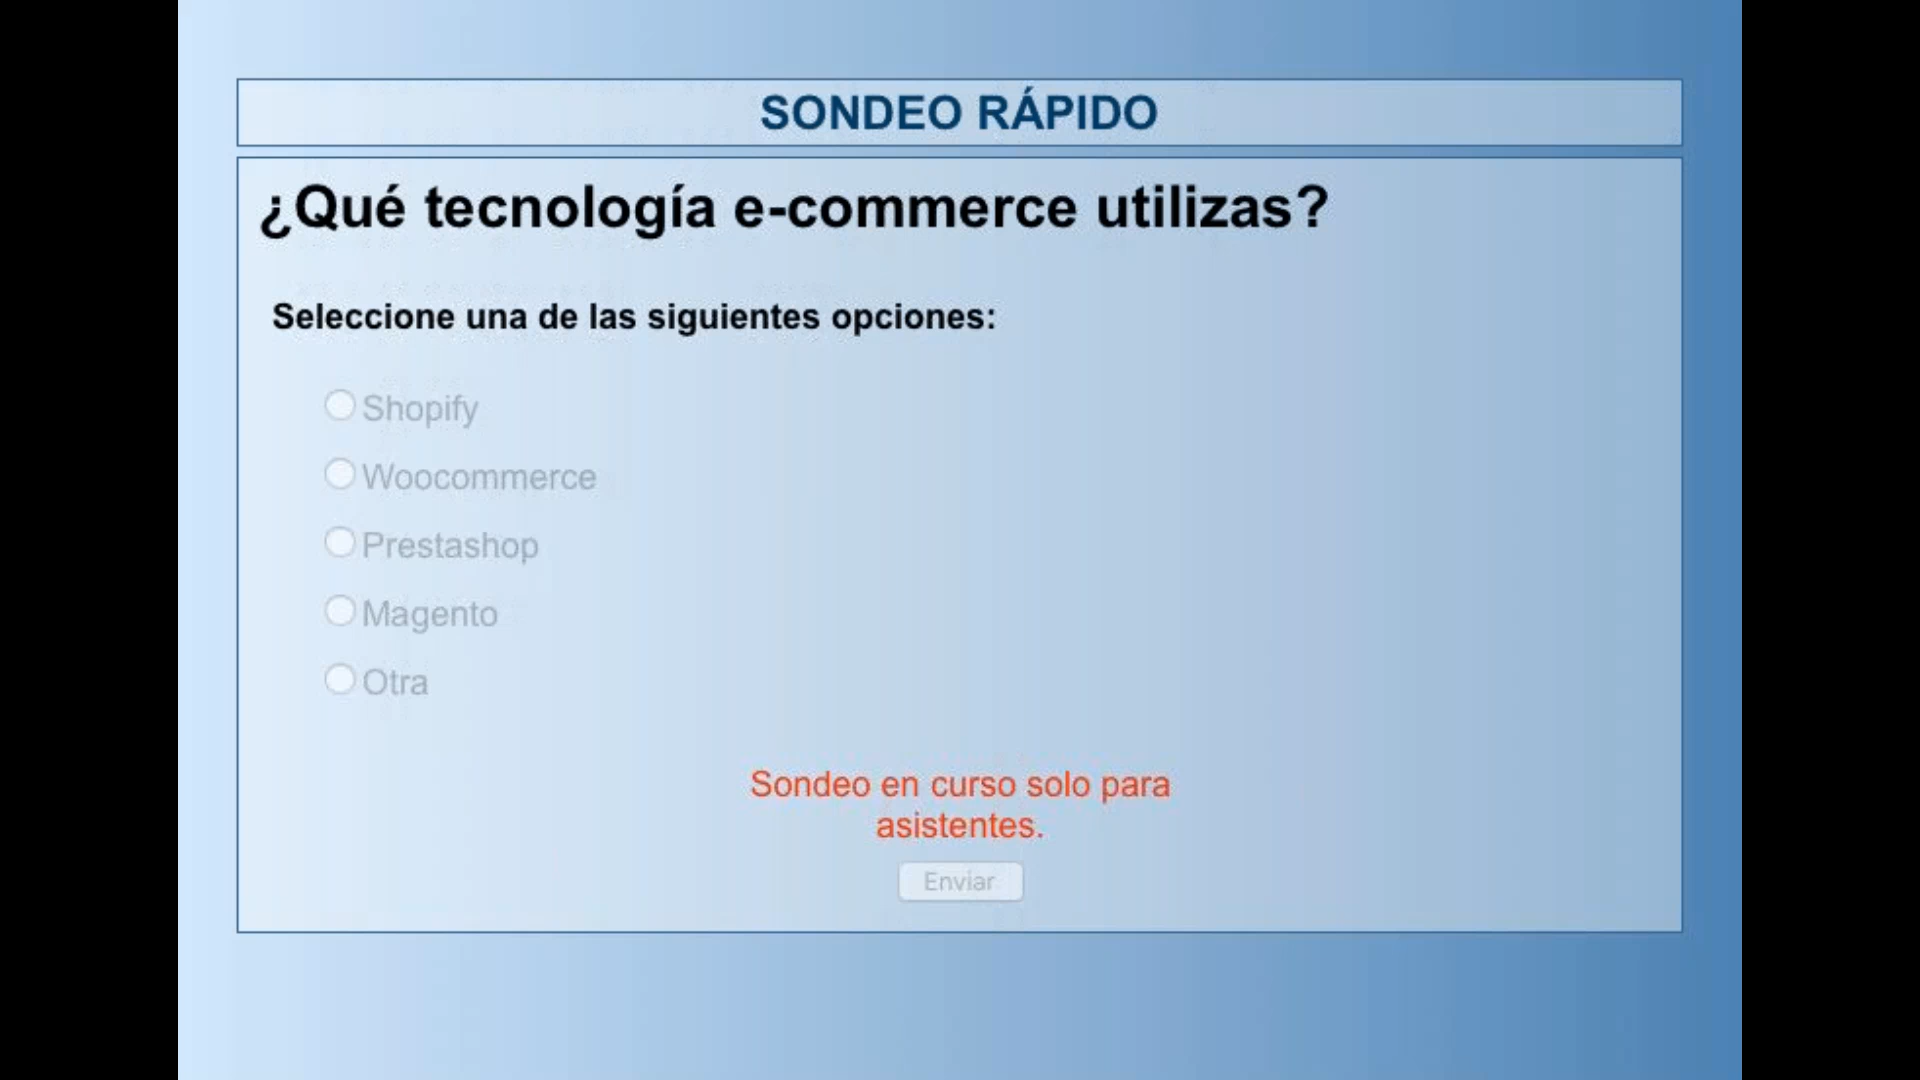 SONDEO RÁPIDO
¿Qué tecnología e-commerce utilizas?
Seleccione una de las siguientes opciones:
Shopify
Woocommerce
Prestashop
Magento
Otra
Sondeo en curso solo para
asistentes.
Enviar